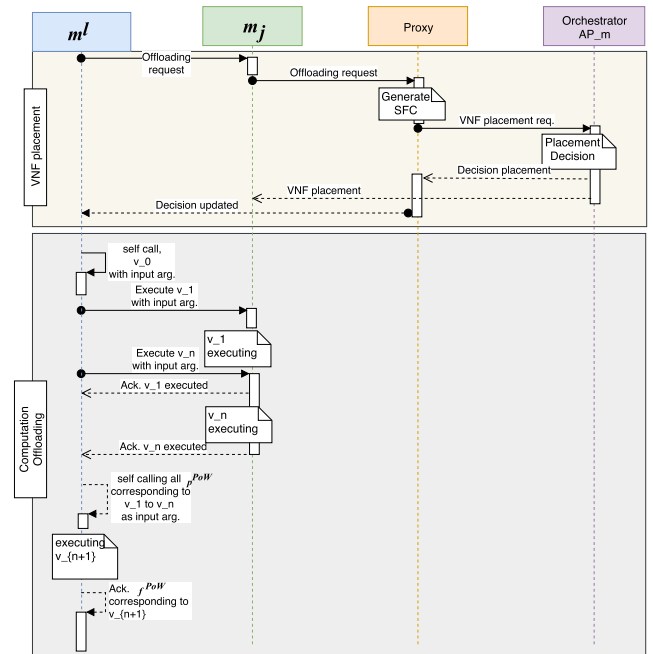 m^l
m_j
Proxy
Orchestrator
AP_m
VNF placement
Offloading
request
Offloading request
Generate
SFC
VNF placement req.
Placement
Decision
Decision placement
VNF placement
Decision updated
Computation
Offloading
self call,
v_0
with input arg.
Execute v_1
with input arg.
v_1
executing
Execute v_n
with input arg.
Ack. v_1 executed
v_n
executing
Ack. v_n executed
self calling all p^PoW
corresponding to
v_1 to v_n
as input arg.
executing
v_{n+1}
Ack. f^PoW
corresponding to
v_{n+1}